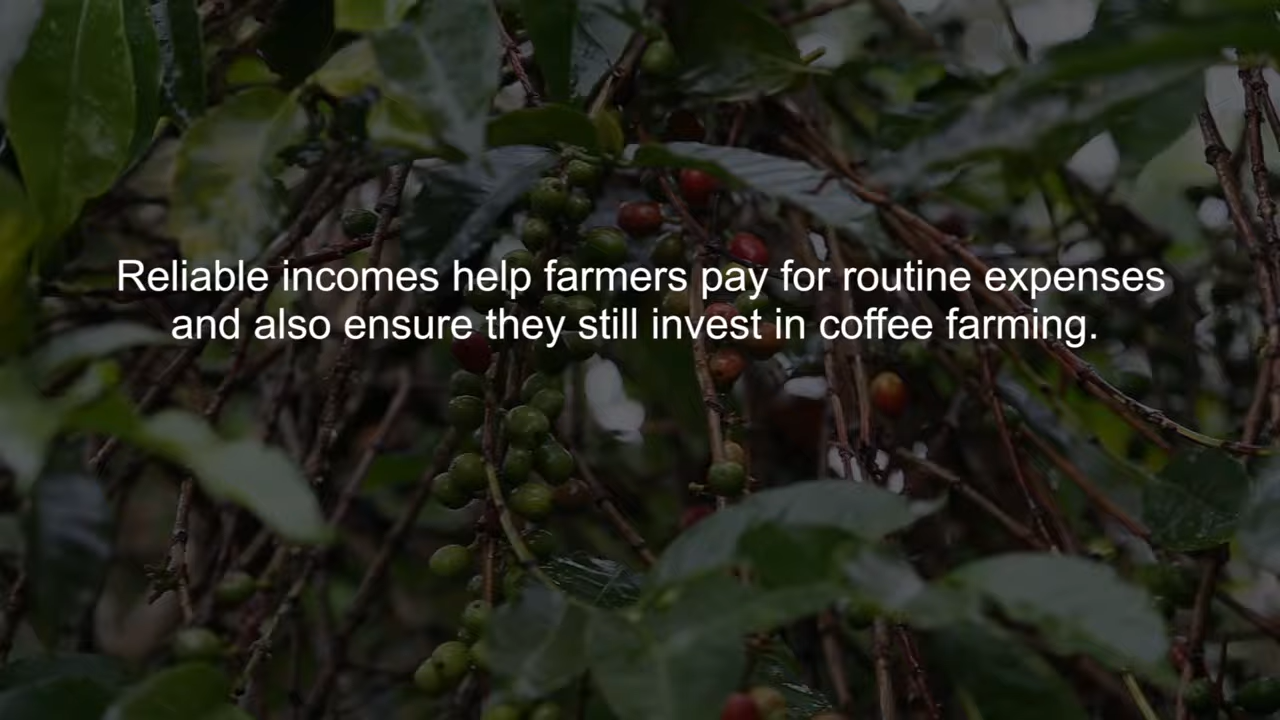 Reliable incomes help farmers pay for routine expenses
and also ensure they still invest in coffee farming.